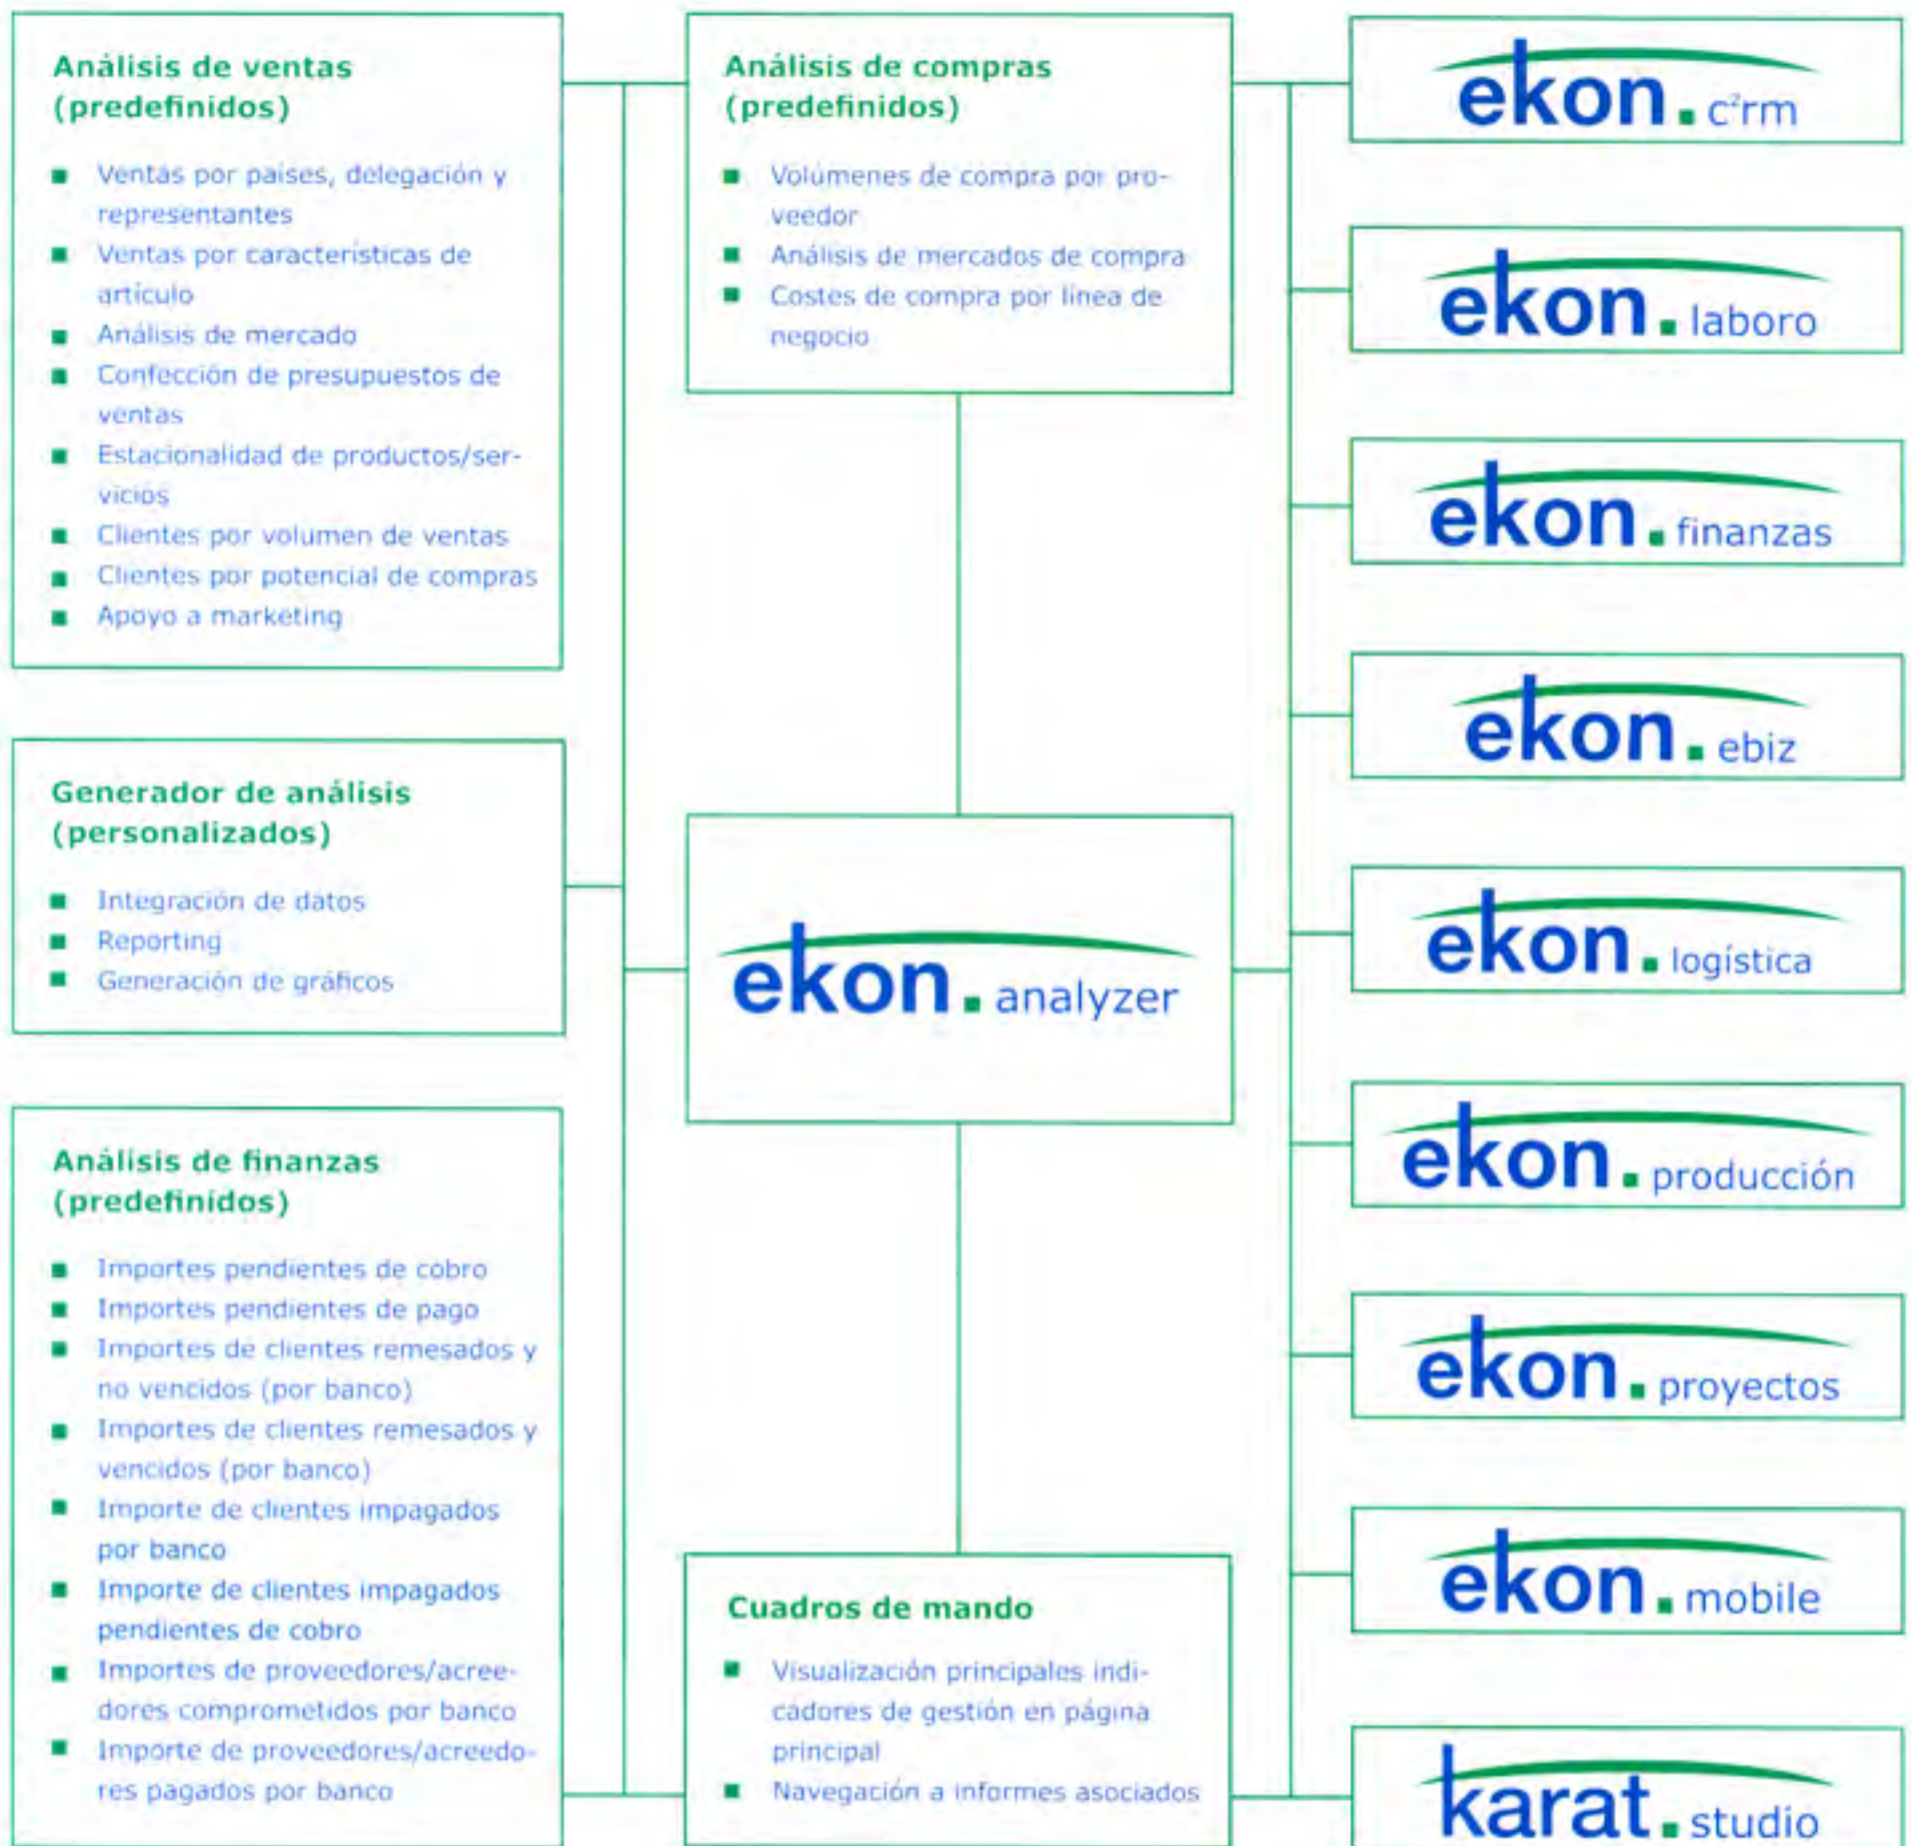 Análisis de ventas
(predefinidos)
Ventas por países, delegación y
representantes
Ventas por características de
artículo
Análisis de mercado
Confección de presupuestos de
ventas
Estacionalidad de productos/ser-
vicios
Clientes por volumen de ventas
Clientes por potencial de compras
Apoyo a marketing
Generador de análisis
(personalizados)
Integración de datos
Reporting
Generación de gráficos
Análisis de finanzas
(predefinidos)
Importes pendientes de cobro
Importes pendientes de pago
Importes de clientes remesados y
no vencidos (por banco)
Importes de clientes remesados y
vencidos (por banco)
Importe de clientes impagados
por banco
Importe de clientes impagados
pendientes de cobro
Importes de proveedores/acree-
dores comprometidos por banco
Importe de proveedores/acreedo-
res pagados por banco
Análisis de compras
(predefinidos)
Volúmenes de compra por pro-
veedor
Análisis de mercados de compra
Costes de compra por línea de
negocio
ekon.analyzer
Cuadros de mando
Visualización principales indi-
cadores de gestión en página
principal
Navegación a informes asociados
ekon.c²rm
ekon.laboro
ekon.finanzas
ekon.ebiz
ekon.logística
ekon.producción
ekon.proyectos
ekon.mobile
karat.studio